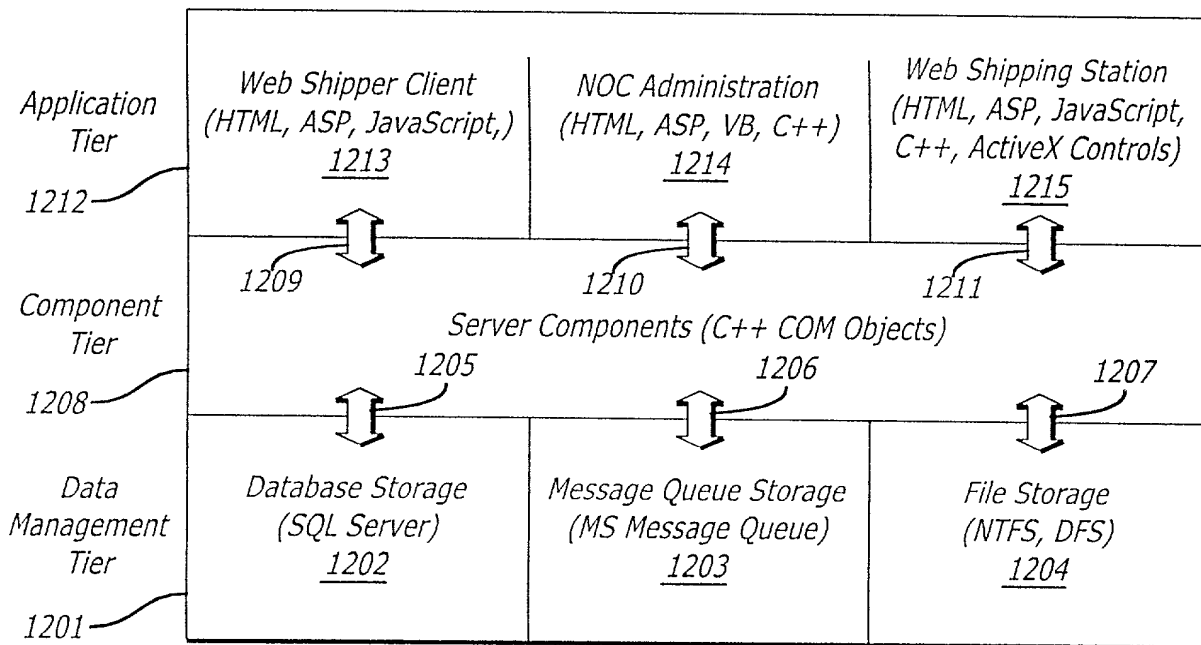 Application
Tier
1212
Web Shipper Client
(HTML, ASP, JavaScript,)
1213
NOC Administration
(HTML, ASP, VB, C++)
1214
Web Shipping Station
(HTML, ASP, JavaScript,
C++, ActiveX Controls)
1215
1209
1210
1211
Component
Tier
1208
Server Components (C++ COM Objects)
1205
1206
1207
Data
Management
Tier
1201
Database Storage
(SQL Server)
1202
Message Queue Storage
(MS Message Queue)
1203
File Storage
(NTFS, DFS)
1204